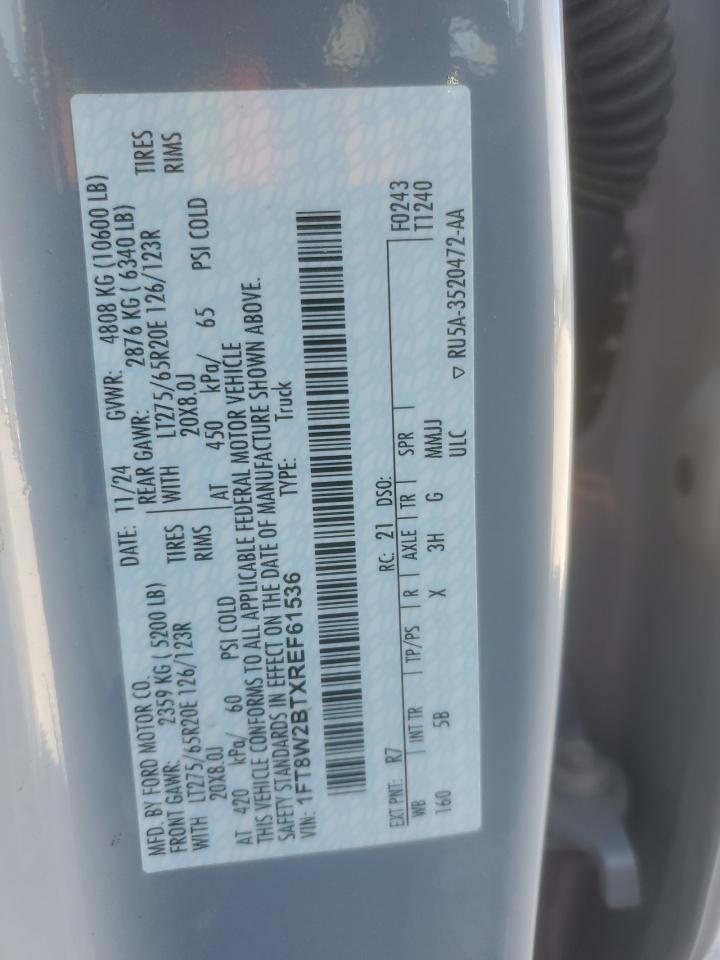 MFD. BY FORD MOTOR CO. DATE: 11/24 GVWR: 4808 KG (10600 LB)
FRONT GAWR: 2359 KG ( 5200 LB) REAR GAWR: 2876 KG ( 6340 LB)
WITH LT275/65R20E 126/123R TIRES WITH LT275/65R20E 126/123R TIRES
20X8.0J RIMS 20X8.0J RIMS
AT 420 kPa/ 60 PSI COLD AT 450 kPa/ 65 PSI COLD
THIS VEHICLE CONFORMS TO ALL APPLICABLE FEDERAL MOTOR VEHICLE
SAFETY STANDARDS IN EFFECT ON THE DATE OF MANUFACTURE SHOWN ABOVE.
VIN: 1FT8W2BTXREF61536 TYPE: Truck
EXT PNT: R7 RC: 21 DSO: F0243
WB INT TR TP/PS R AXLE TR SPR T1240
160 5B X 3H G MMJJ
ULC ▽ RU5A-3520472-AA